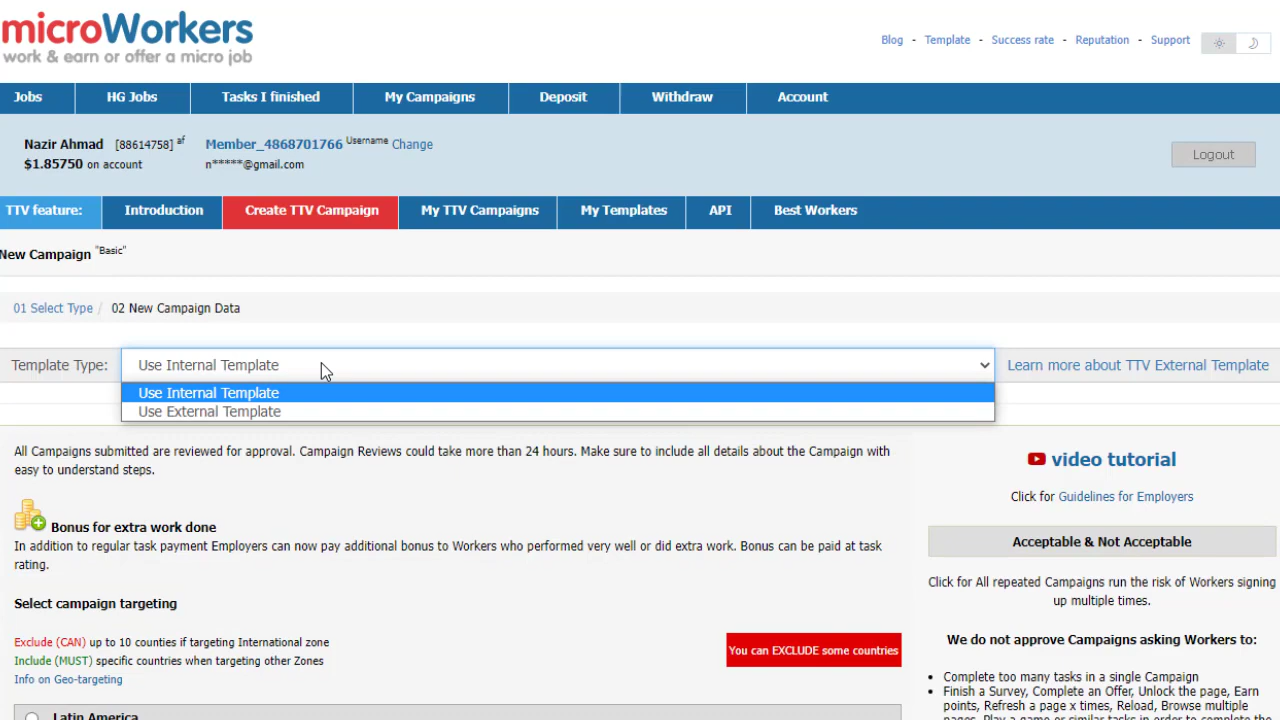 microWorkers
work & earn or offer a micro job
Blog - Template - Success rate - Reputation - Support
Jobs HG Jobs Tasks I finished My Campaigns Deposit Withdraw Account
Nazir Ahmad [88614758] af Member_4868701766 Username Change
$1.85750 on account n*****@gmail.com
Logout
TTV feature: Introduction Create TTV Campaign My TTV Campaigns My Templates API Best Workers
New Campaign "Basic"
01 Select Type / 02 New Campaign Data
Template Type: Use Internal Template Learn more about TTV External Template
Use Internal Template
Use External Template
All Campaigns submitted are reviewed for approval. Campaign Reviews could take more than 24 hours. Make sure to include all details about the Campaign with
easy to understand steps.
Bonus for extra work done
In addition to regular task payment Employers can now pay additional bonus to Workers who performed very well or did extra work. Bonus can be paid at task
rating.
Select campaign targeting
Exclude (CAN) up to 10 counties if targeting International zone
Include (MUST) specific countries when targeting other Zones
Info on Geo-targeting
You can EXCLUDE some countries
Latin America
video tutorial
Click for Guidelines for Employers
Acceptable & Not Acceptable
Click for All repeated Campaigns run the risk of Workers signing
up multiple times.
We do not approve Campaigns asking Workers to:
Complete too many tasks in a single Campaign
Finish a Survey, Complete an Offer, Unlock the page, Earn
points, Refresh a page x times, Reload, Browse multiple
pages, Play a game or similar tasks in order to complete the